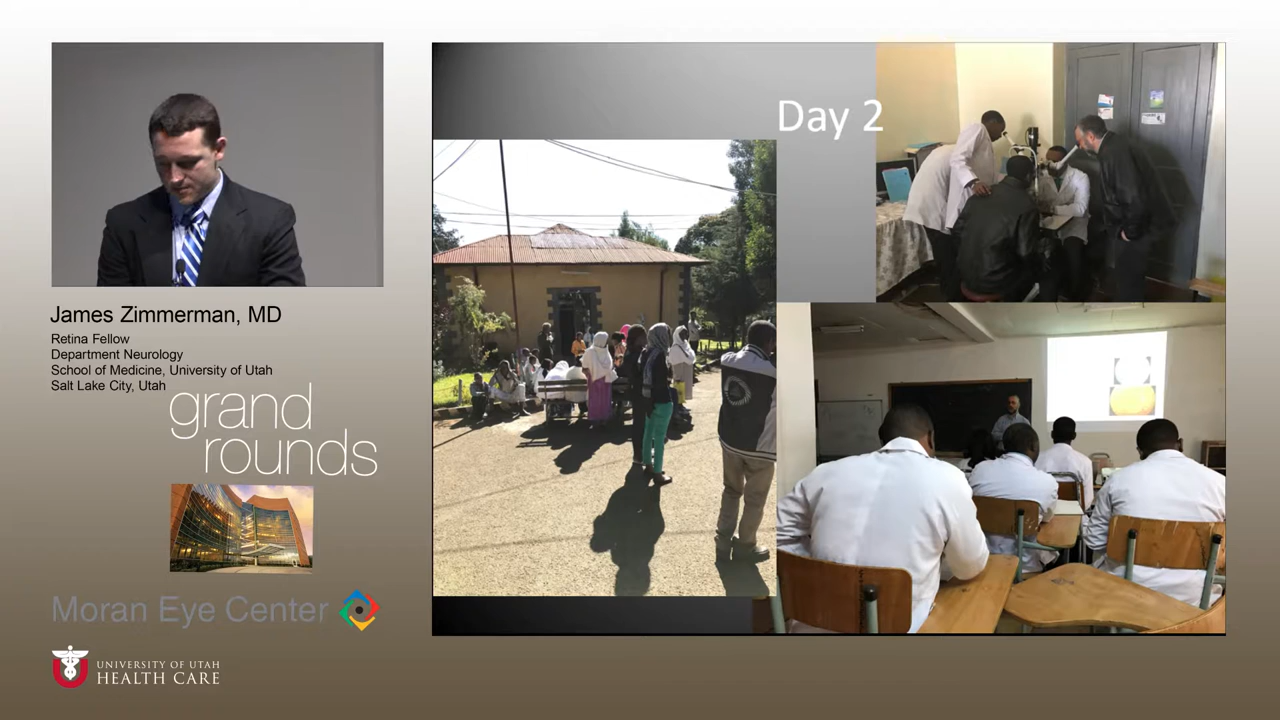 James Zimmerman, MD
Retina Fellow
Department Neurology
School of Medicine, University of Utah
Salt Lake City, Utah
grand
rounds
Moran Eye Center
UNIVERSITY OF UTAH
HEALTH CARE
Day 2